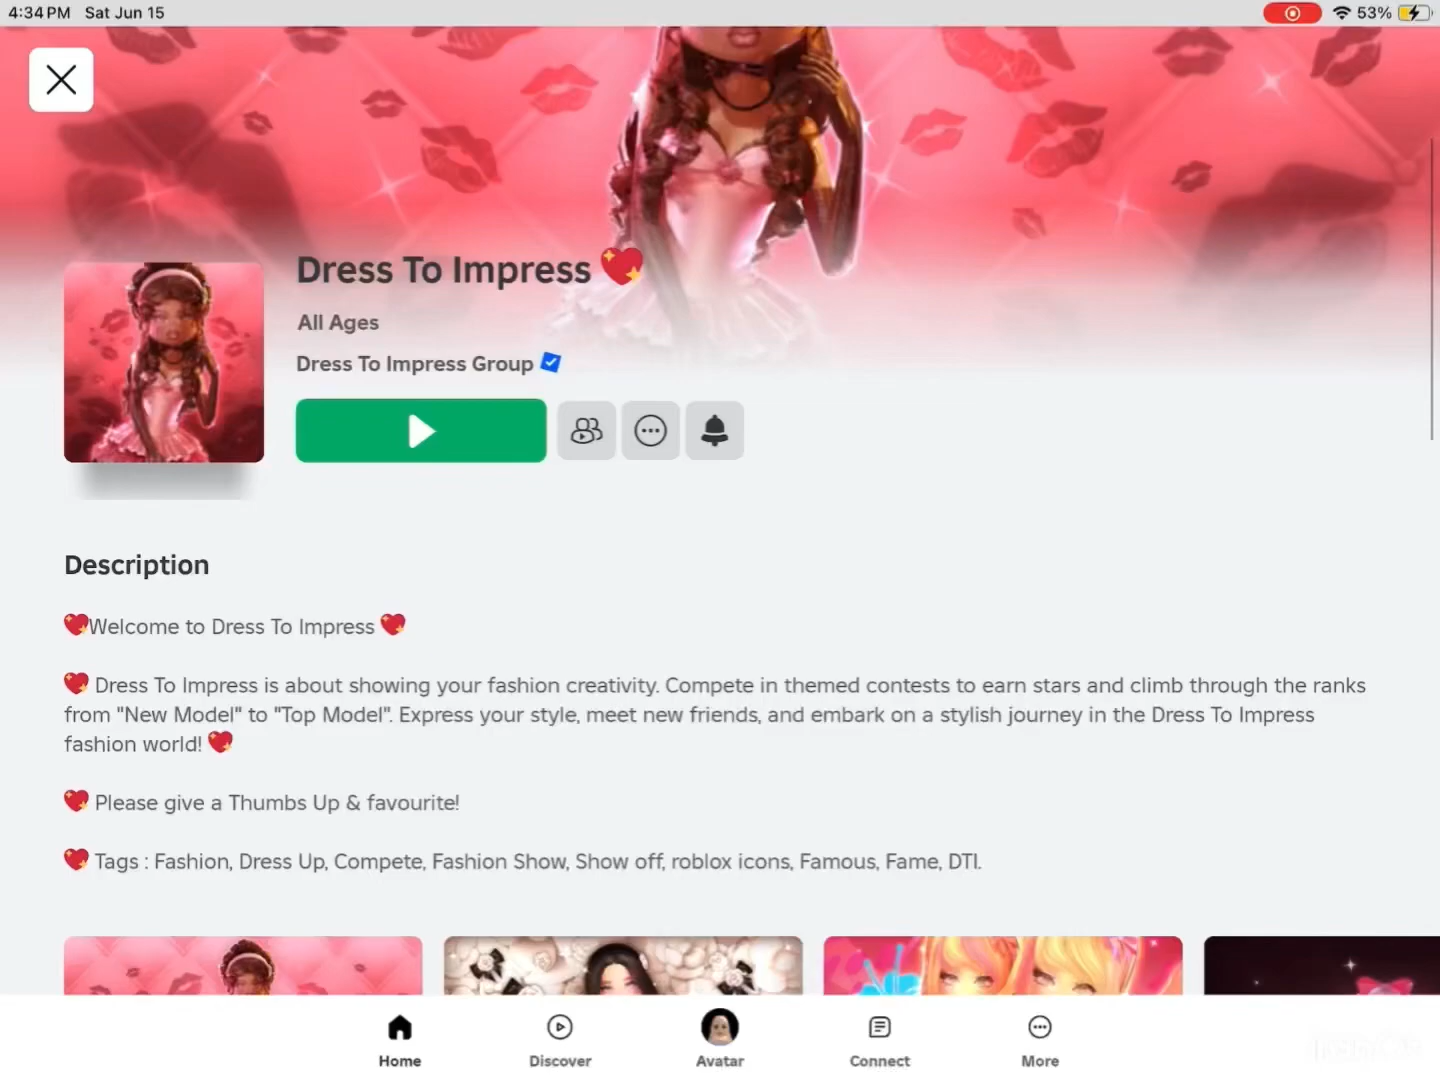 4:34 PM Sat Jun 15
53%
Dress To Impress 💖
All Ages
Dress To Impress Group
Description
💖Welcome to Dress To Impress 💖
💖 Dress To Impress is about showing your fashion creativity. Compete in themed contests to earn stars and climb through the ranks
from "New Model" to "Top Model". Express your style, meet new friends, and embark on a stylish journey in the Dress To Impress
fashion world! 💖
💖 Please give a Thumbs Up & favourite!
💖 Tags : Fashion, Dress Up, Compete, Fashion Show, Show off, roblox icons, Famous, Fame, DTI.
Home Discover Avatar Connect More